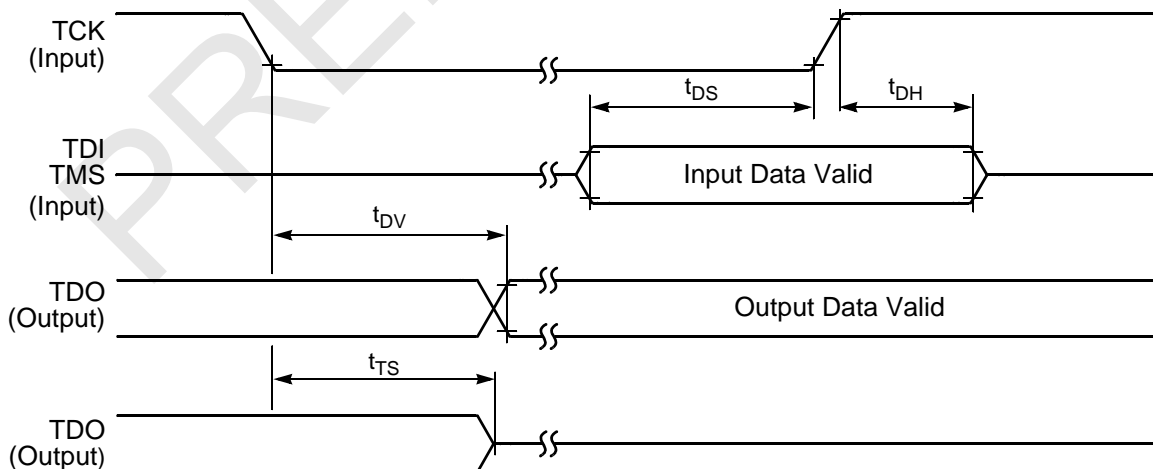 TCK
(Input)
tDS
tDH
TDI
TMS
(Input)
Input Data Valid
tDV
TDO
(Output)
Output Data Valid
tTS
TDO
(Output)